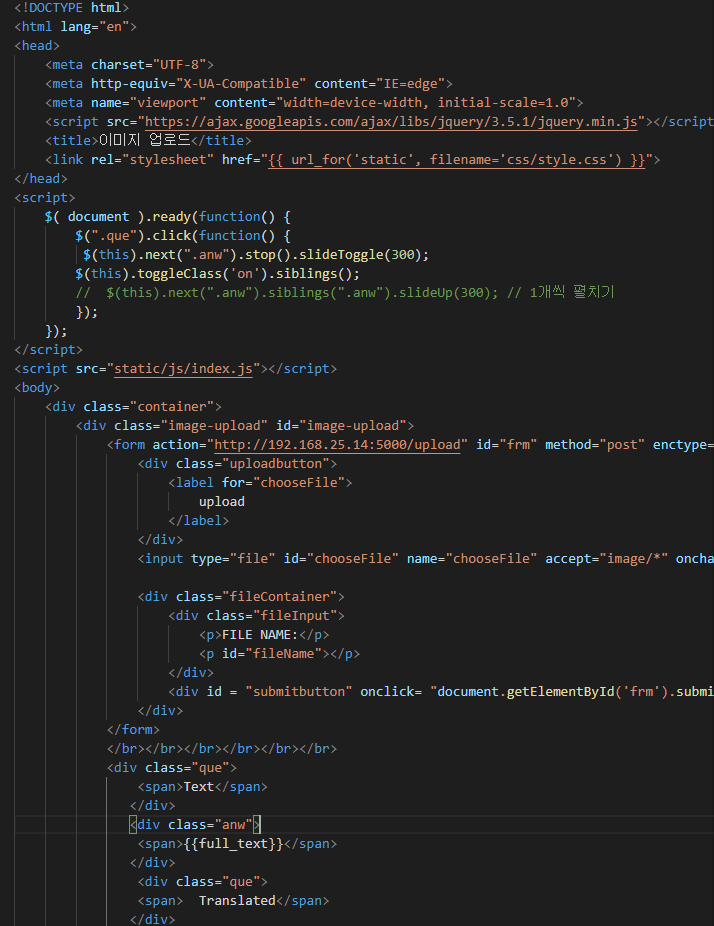 <!DOCTYPE html>
<html lang="en">
<head>
    <meta charset="UTF-8">
    <meta http-equiv="X-UA-Compatible" content="IE=edge">
    <meta name="viewport" content="width=device-width, initial-scale=1.0">
    <script src="https://ajax.googleapis.com/ajax/libs/jquery/3.5.1/jquery.min.js"></script
    <title>이미지 업로드</title>
    <link rel="stylesheet" href="{{ url_for('static', filename='css/style.css') }}">
</head>
<script>
    $( document ).ready(function() {
        $(".que").click(function() {
         $(this).next(".anw").stop().slideToggle(300);
        $(this).toggleClass('on').siblings();
        //  $(this).next(".anw").siblings(".anw").slideUp(300); // 1개씩 펼치기
        });
    });
</script>
<script src="static/js/index.js"></script>
<body>
    <div class="container">
        <div class="image-upload" id="image-upload">
            <form action="http://192.168.25.14:5000/upload" id="frm" method="post" enctype=
                <div class="uploadbutton">
                    <label for="chooseFile">
                        upload
                    </label>
                </div>
                <input type="file" id="chooseFile" name="chooseFile" accept="image/*" oncha
                <div class="fileContainer">
                    <div class="fileInput">
                        <p>FILE NAME:</p>
                        <p id="fileName"></p>
                    </div>
                    <div id = "submitbutton" onclick= "document.getElementById('frm').submi
                </div>
            </form>
            </br></br></br></br></br></br>
            <div class="que">
                <span>Text</span>
               </div>
               <div class="anw">
                <span>{{full_text}}</span>
               </div>
                <div class="que">
                <span>  Translated</span>
               </div>